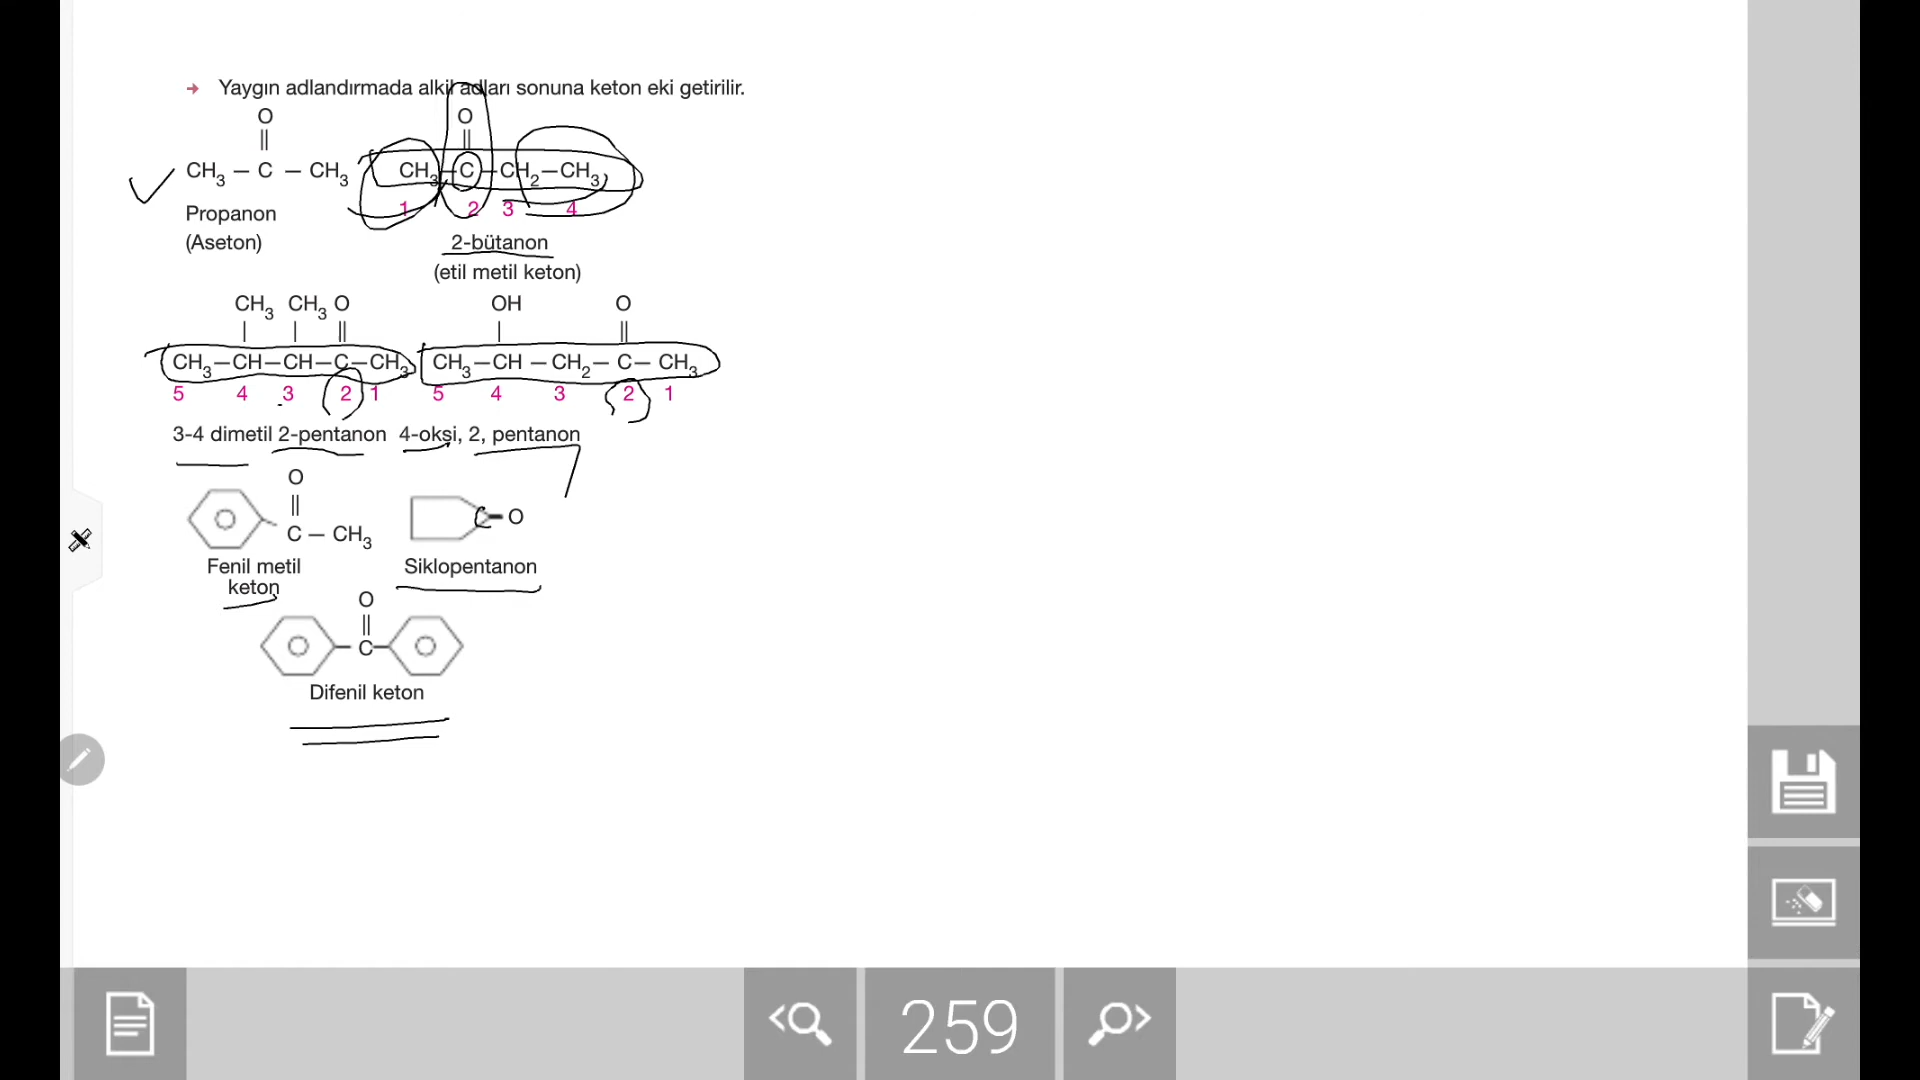 → Yaygın adlandırmada alkil adları sonuna keton eki getirilir.
O
||
CH₃ – C – CH₃
Propanon
(Aseton)
O
||
CH₃–C–CH₂–CH₃
1 2 3 4
2-bütanon
(etil metil keton)
CH₃ CH₃ O
| | ||
CH₃–CH–CH–C–CH₃
5 4 3 2 1
3-4 dimetil 2-pentanon
OH O
| ||
CH₃–CH – CH₂– C– CH₃
5 4 3 2 1
4-oksi, 2, pentanon
O
||
C – CH₃
Fenil metil
keton
C
O
Siklopentanon
O
||
C
Difenil keton
259